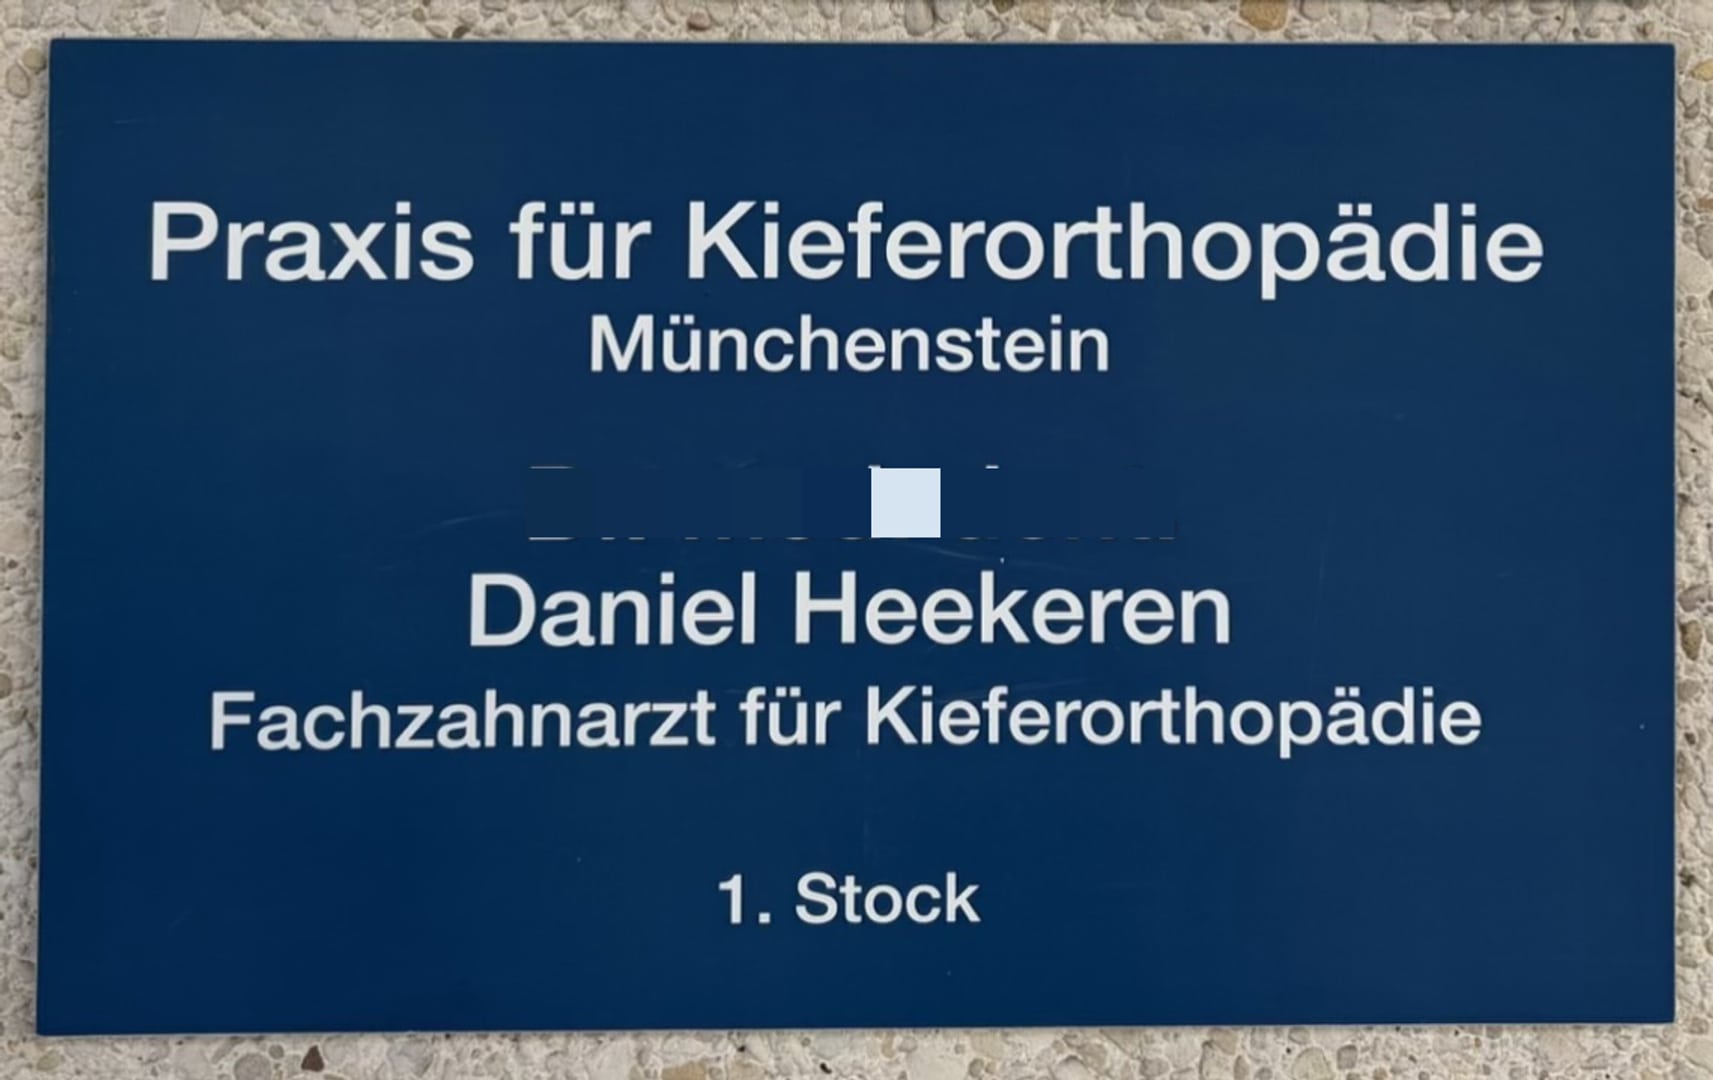 Praxis für Kieferorthopädie
Münchenstein
Daniel Heekeren
Fachzahnarzt für Kieferorthopädie
1. Stock